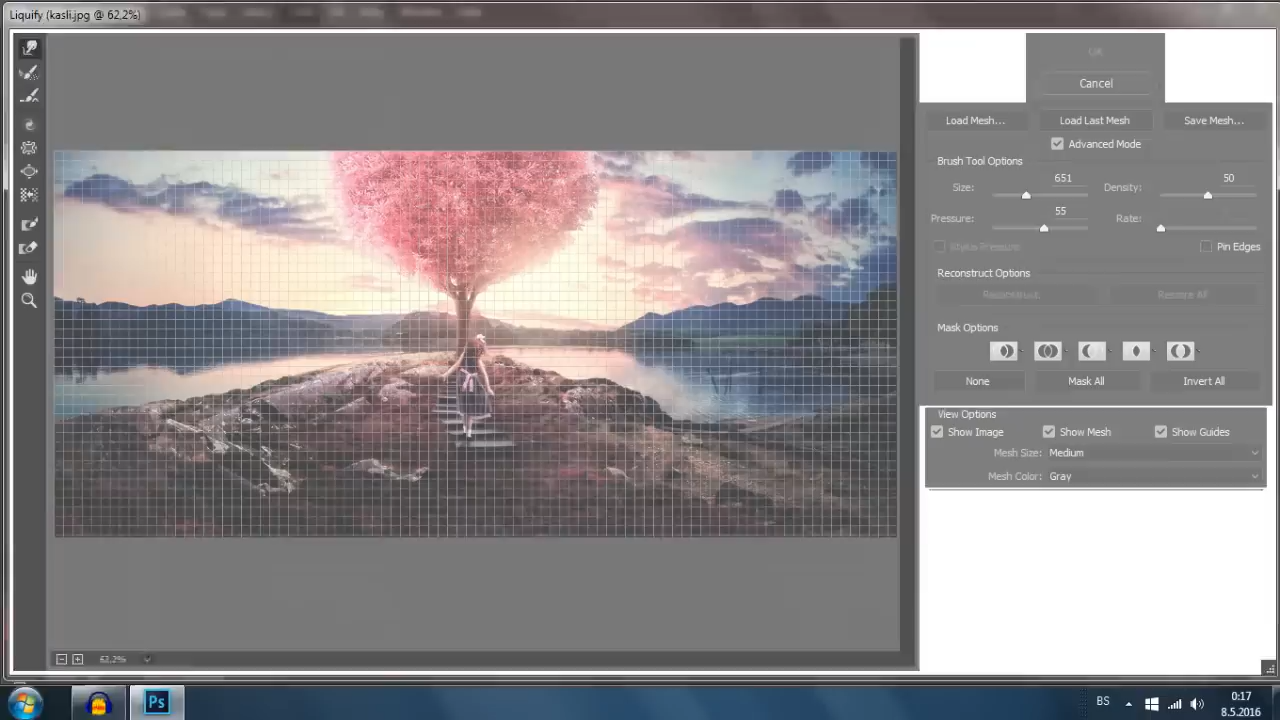 Liquify (kasli.jpg @ 62,2%)
OK
Cancel
Load Mesh... Load Last Mesh Save Mesh...
Advanced Mode
Brush Tool Options
Size: 651 Density: 50
Pressure: 55 Rate:
Stylus Pressure Pin Edges
Reconstruct Options
Reconstruct... Restore All
Mask Options
None Mask All Invert All
View Options
Show Image Show Mesh Show Guides
Mesh Size: Medium
Mesh Color: Gray
62,2%
Ps
BS
0:17
8.5.2016